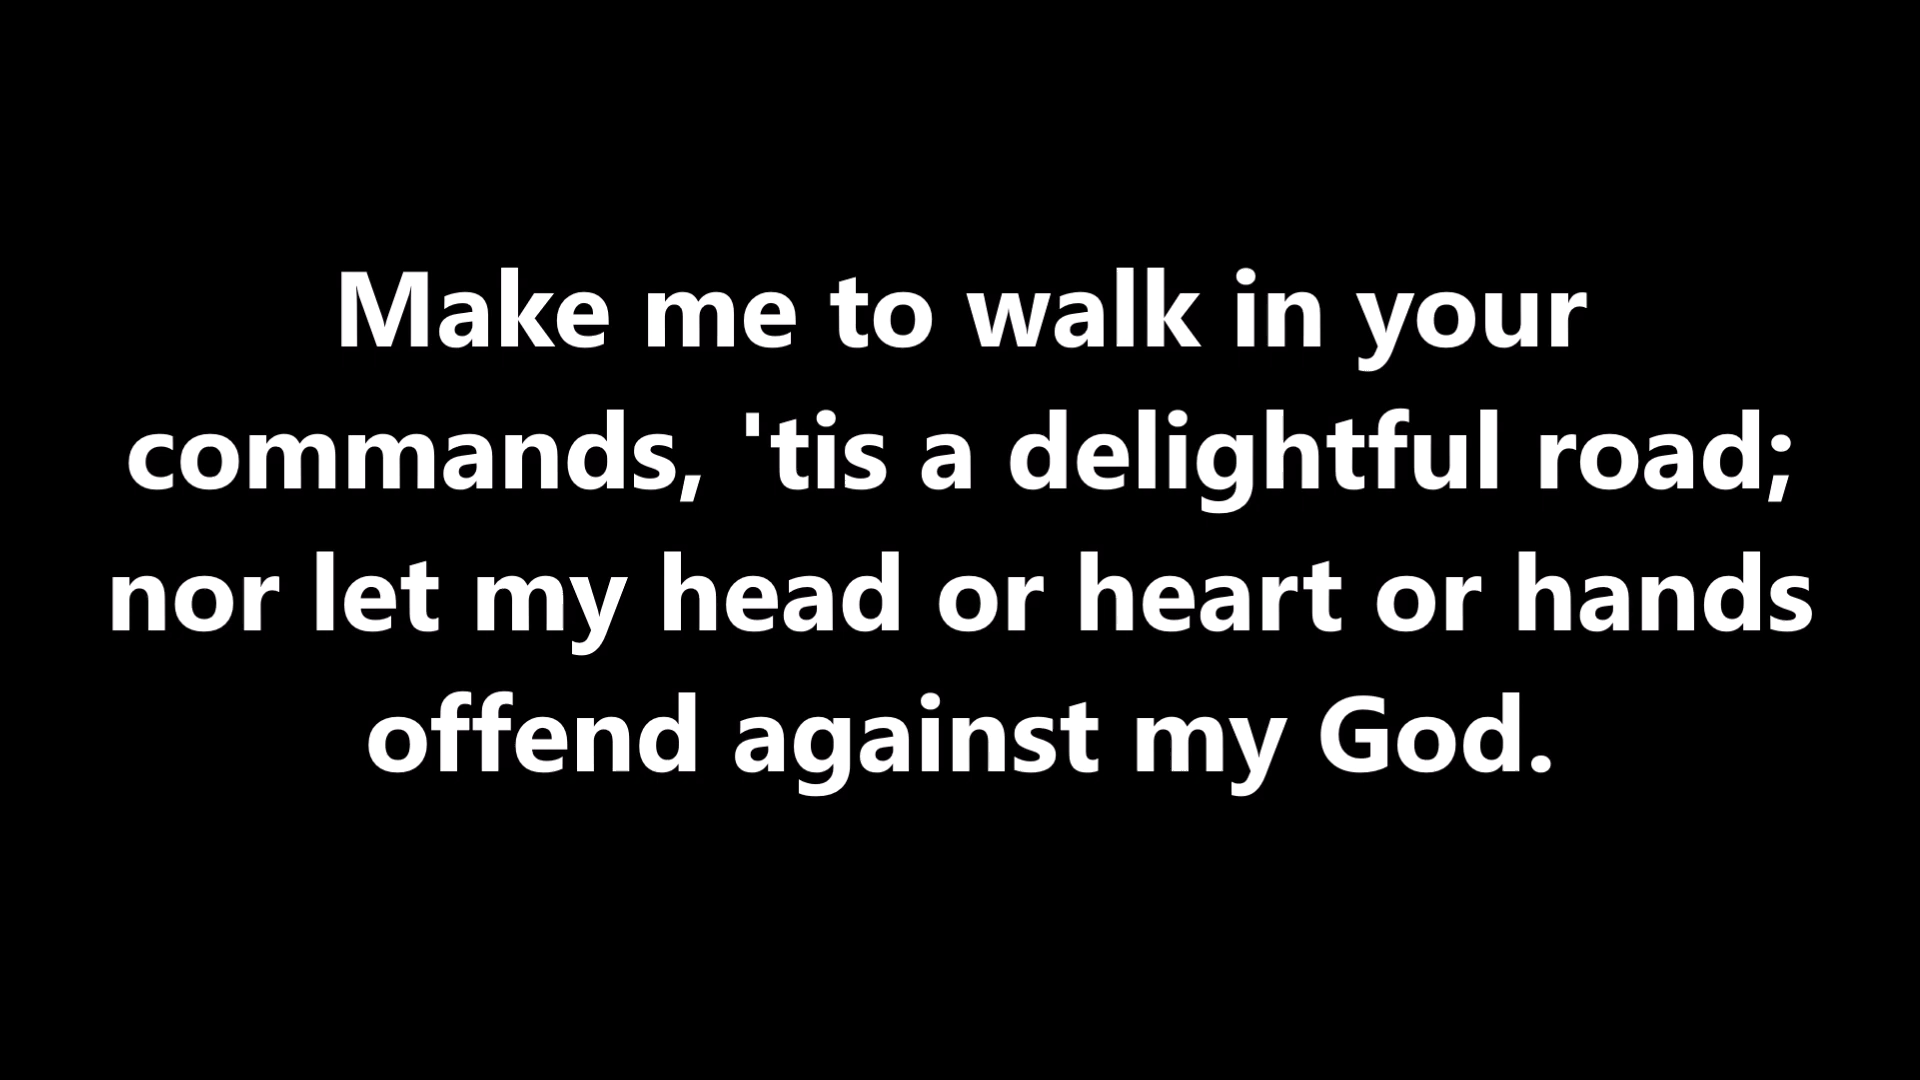 Make me to walk in your
commands, 'tis a delightful road;
nor let my head or heart or hands
offend against my God.